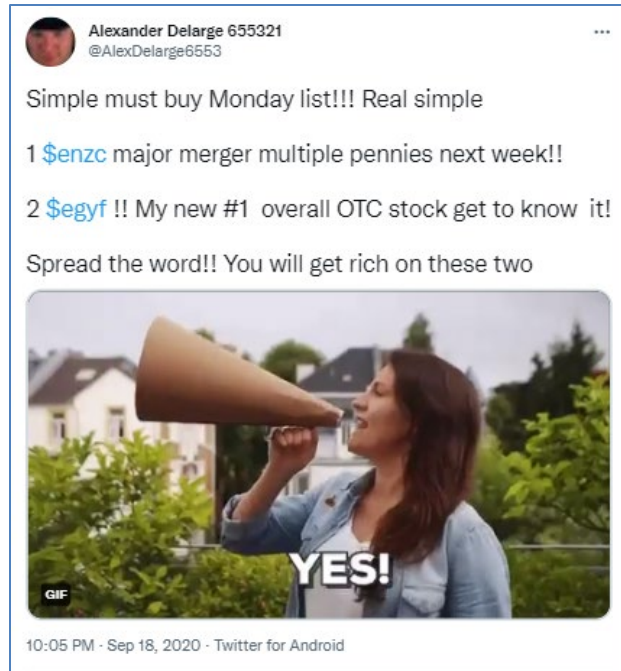 Alexander Delarge 655321
@AlexDelarge6553
Simple must buy Monday list!!! Real simple
1 $enzc major merger multiple pennies next week!!
2 $egyf !! My new #1 overall OTC stock get to know it!
Spread the word!! You will get rich on these two
YES!
GIF
10:05 PM · Sep 18, 2020 · Twitter for Android